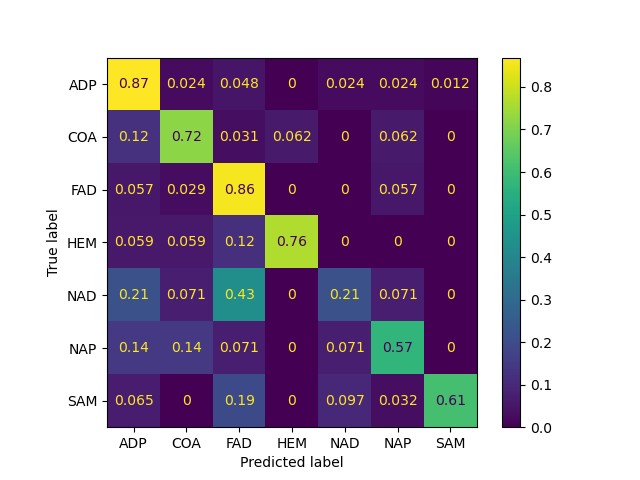 ADP 0.87 0.024 0.048 0 0.024 0.024 0.012
COA 0.12 0.72 0.031 0.062 0 0.062 0
FAD 0.057 0.029 0.86 0 0 0.057 0
HEM 0.059 0.059 0.12 0.76 0 0 0
NAD 0.21 0.071 0.43 0 0.21 0.071 0
NAP 0.14 0.14 0.071 0 0.071 0.57 0
SAM 0.065 0 0.19 0 0.097 0.032 0.61
ADP COA FAD HEM NAD NAP SAM
Predicted label
True label
0.8
0.7
0.6
0.5
0.4
0.3
0.2
0.1
0.0